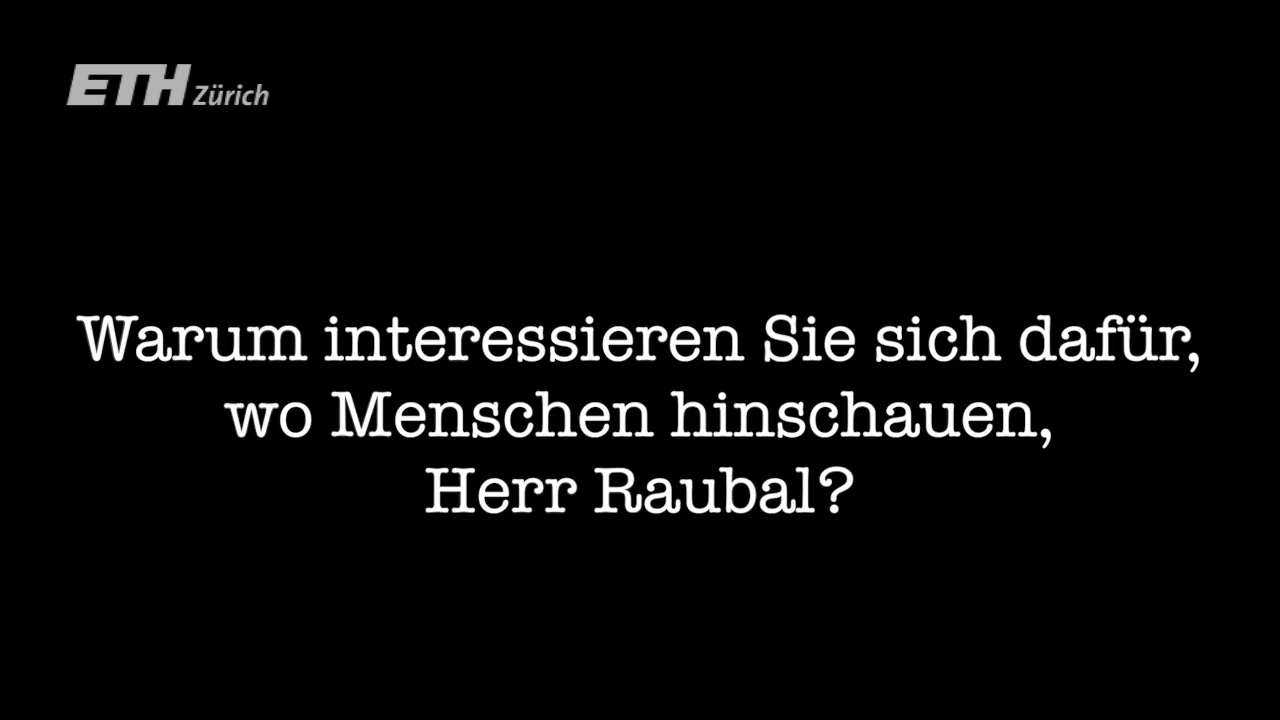 ETH Zürich
Warum interessieren Sie sich dafür,
wo Menschen hinschauen,
Herr Raubal?